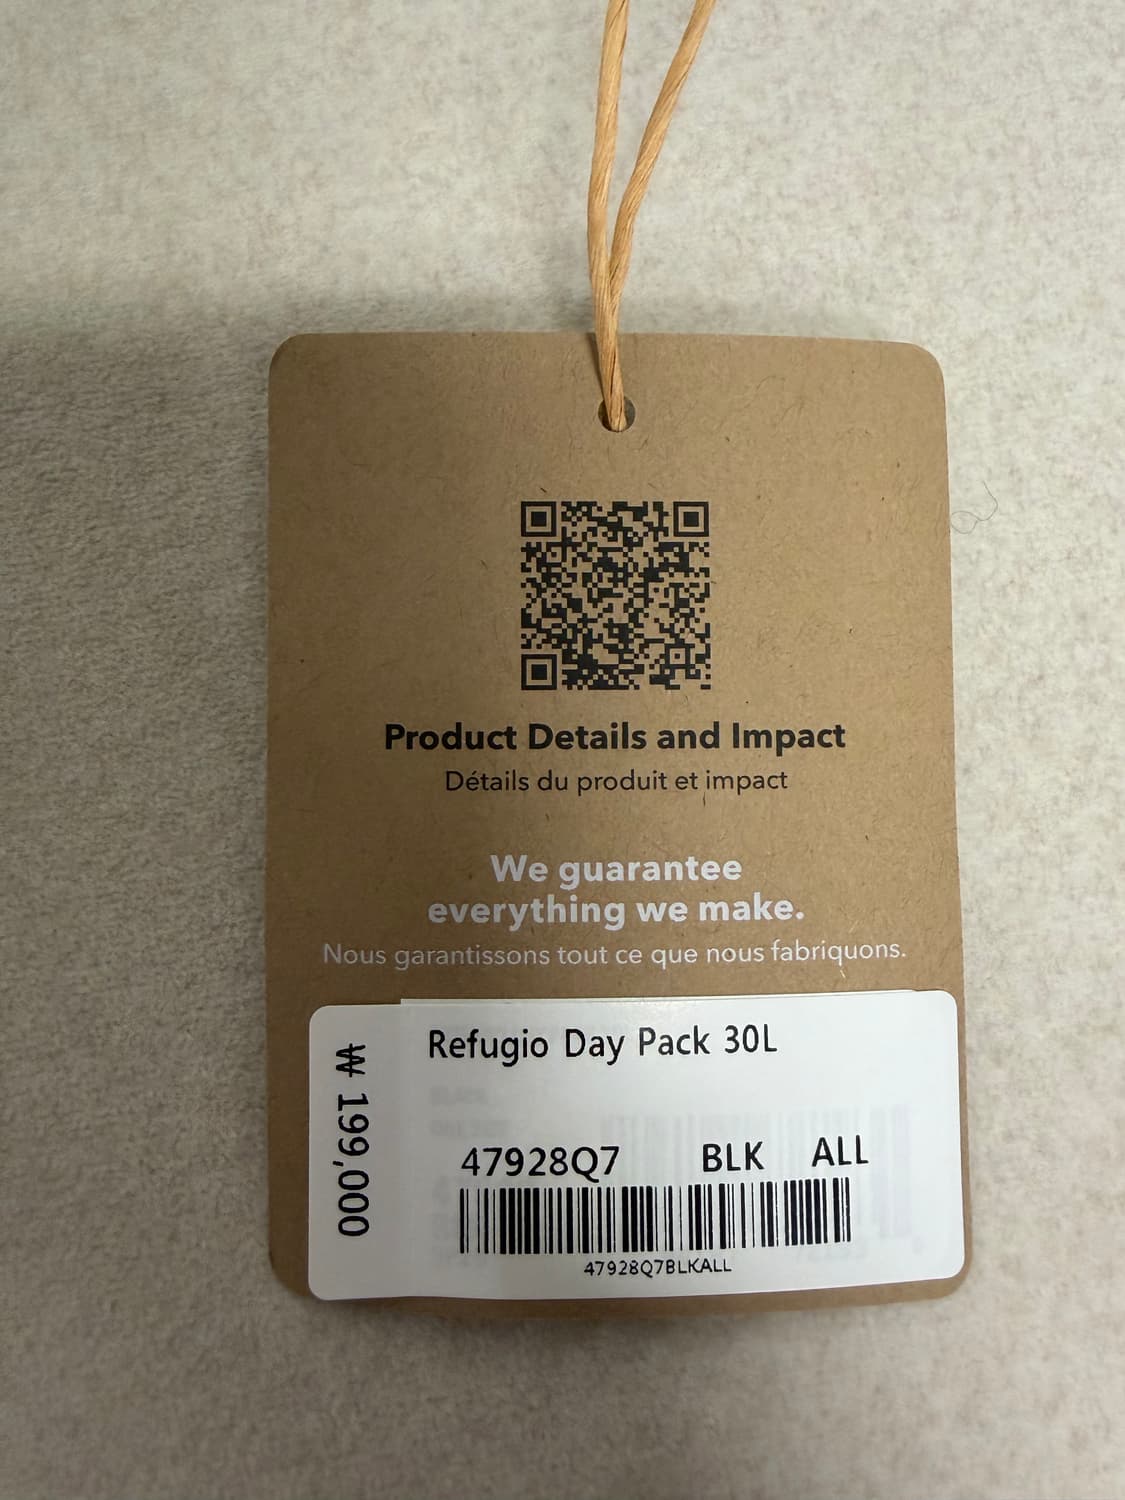 Product Details and Impact
Détails du produit et impact
We guarantee
everything we make.
Nous garantissons tout ce que nous fabriquons.
Refugio Day Pack 30L
₩ 199,000
47928Q7 BLK ALL
47928Q7BLKALL